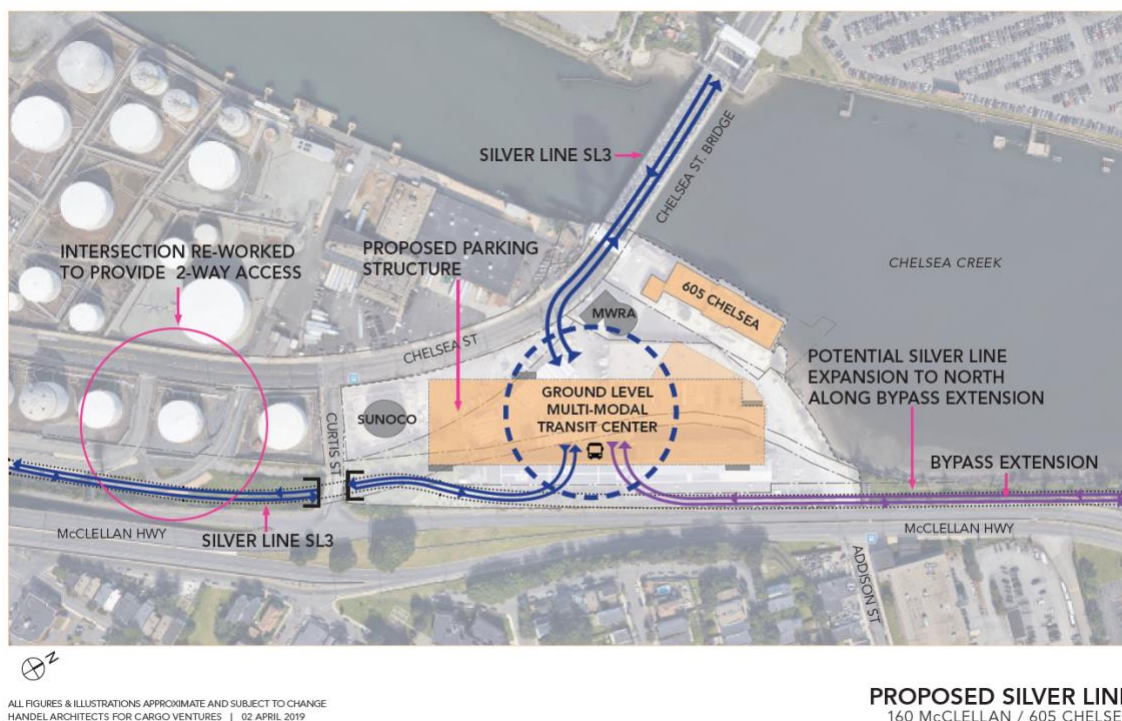 SILVER LINE SL3
CHELSEA ST. BRIDGE
INTERSECTION RE-WORKED
TO PROVIDE 2-WAY ACCESS
PROPOSED PARKING
STRUCTURE
CHELSEA CREEK
605 CHELSEA
MWRA
CHELSEA ST
POTENTIAL SILVER LINE
EXPANSION TO NORTH
ALONG BYPASS EXTENSION
GROUND LEVEL
MULTI-MODAL
TRANSIT CENTER
SUNOCO
CURTIS ST
BYPASS EXTENSION
McCLELLAN HWY
SILVER LINE SL3
McCLELLAN HWY
ADDISON ST
N
ALL FIGURES & ILLUSTRATIONS APPROXIMATE AND SUBJECT TO CHANGE
HANDEL ARCHITECTS FOR CARGO VENTURES | 02 APRIL 2019
PROPOSED SILVER LIN
160 McCLELLAN / 605 CHELSE